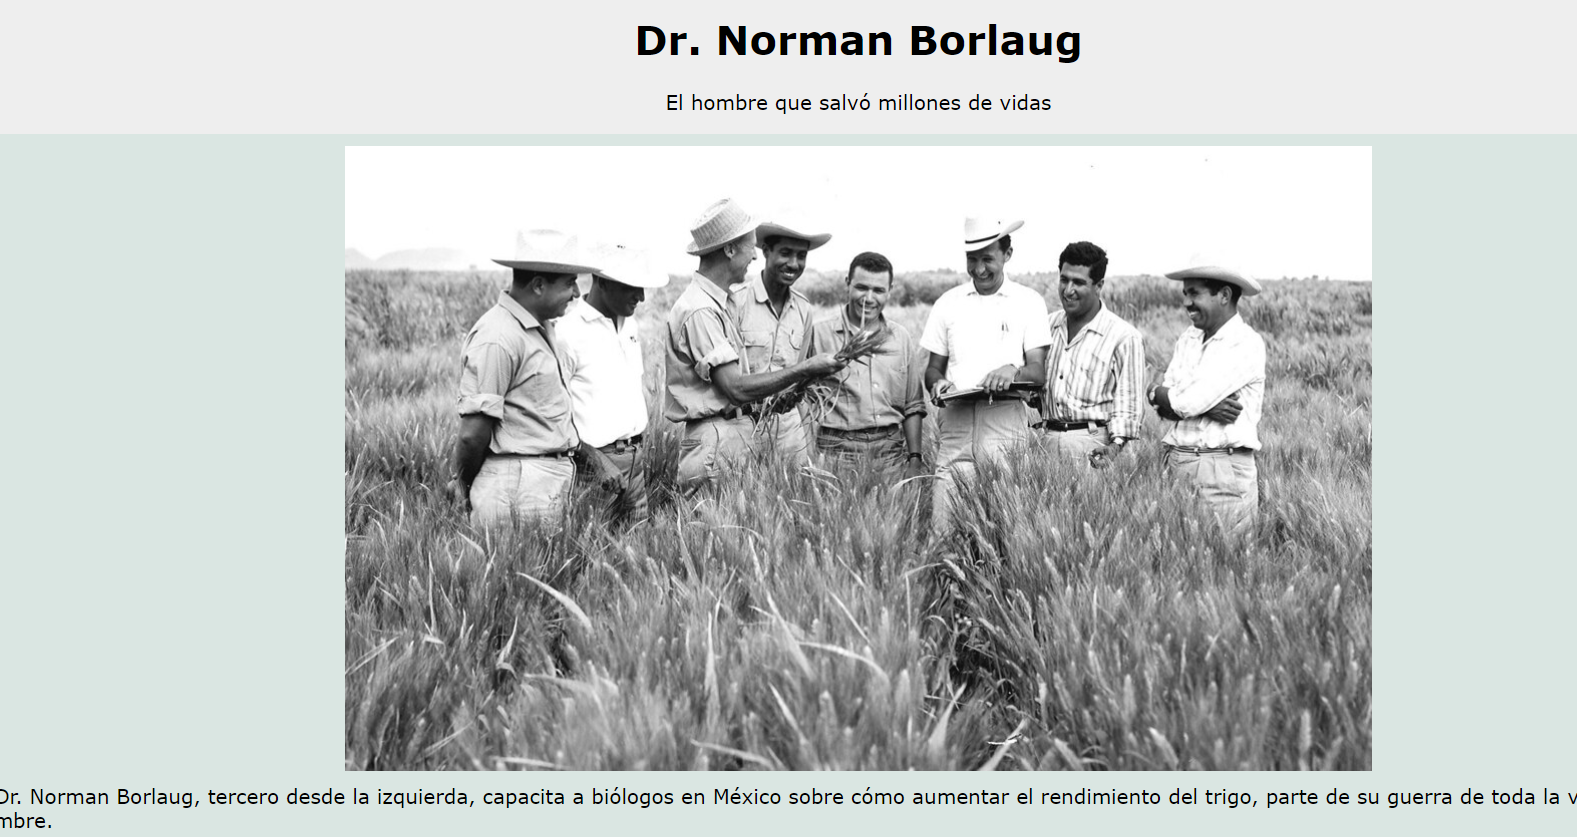 Dr. Norman Borlaug
El hombre que salvó millones de vidas
Dr. Norman Borlaug, tercero desde la izquierda, capacita a biólogos en México sobre cómo aumentar el rendimiento del trigo, parte de su guerra de toda la v
mbre.